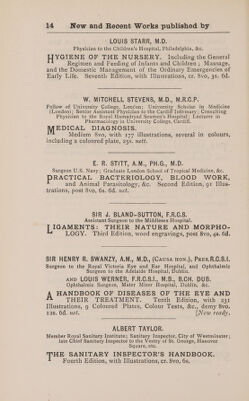 14 New and Recent Works published by
LOUIS STARR, M.D.
Physician to the Children's Hospital, Philadelphia, &c.
HYGIENE OF THE NURSERY. Including the General
Regimen and Feeding of Infants and Children; Massage,
and the Domestic Management of the Ordinary Emergencies of
Early Life. Seventh Edition, with Illustrations, cr. 8vo, 3s. 6d.
W. MITCHELL STEVENS, M.D., M.R.C.P.
Fellow of University College, London; University Scholar in Medicine
(London); Senior Assistant Physician to the Cardiff Infirmary; Consulting
Physician to the Royal Hamadryad Seamen's Hospital; Lecturer in
Pharmacology in University College, Cardiff.
MEDICAL DIAGNOSIS.
Medium 8vo, with 177 illustrations, several in colours,
including a coloured plate, 25s. nett.
E. R. STITT, A.M., PH.G., M.D.
Surgeon U.S. Navy; Graduate London School of Tropical Medicine, &c.
PRACTICAL BACTERIOLOGY, BLOOD WORK,
and Animal Parasitology, &c. Second Edition, 91 Illus-
trations, post 8vo, 6s. 6d. net.
SIR J. BLAND-SUTTON, F.R.C.S.
Assistant Surgeon to the Middlesex Hospital.
LIGAMENTS: THEIR NATURE AND MORPHO-
LOGY. Third Edition, wood engravings, post 8vo, 4s. 6d.
SIR HENRY R. SWANZY, A.M., M.D., (CAUSA HON.), PRES.R.C.S.I.
Surgeon to the Royal Victoria Eye and Ear Hospital, and Ophthalmic
Surgeon to the Adelaide Hospital, Dublin.
AND LOUIS WERNER, F.R.C.S.I., M.B., B.CH. DUB.
Ophthalmic Surgeon, Mater Miser Hospital, Dublin, &c.
A HANDBOOK OF DISEASES OF THE EYE AND
THEIR TREATMENT. Tenth Edition, with 231
Illustrations, 9 Coloured Plates, Colour Tests, &c., demy 8vo.
12s. 6d. net. [Now ready.
ALBERT TAYLOR.
Member Royal Sanitary Institute; Sanitary Inspector, City of Westminster;
late Chief Sanitary Inspector to the Vestry of St. George, Hanover
Square, etc.
THE SANITARY INSPECTOR'S HANDBOOK.
Fourth Edition, with Illustrations, cr. 8vo, 6s.